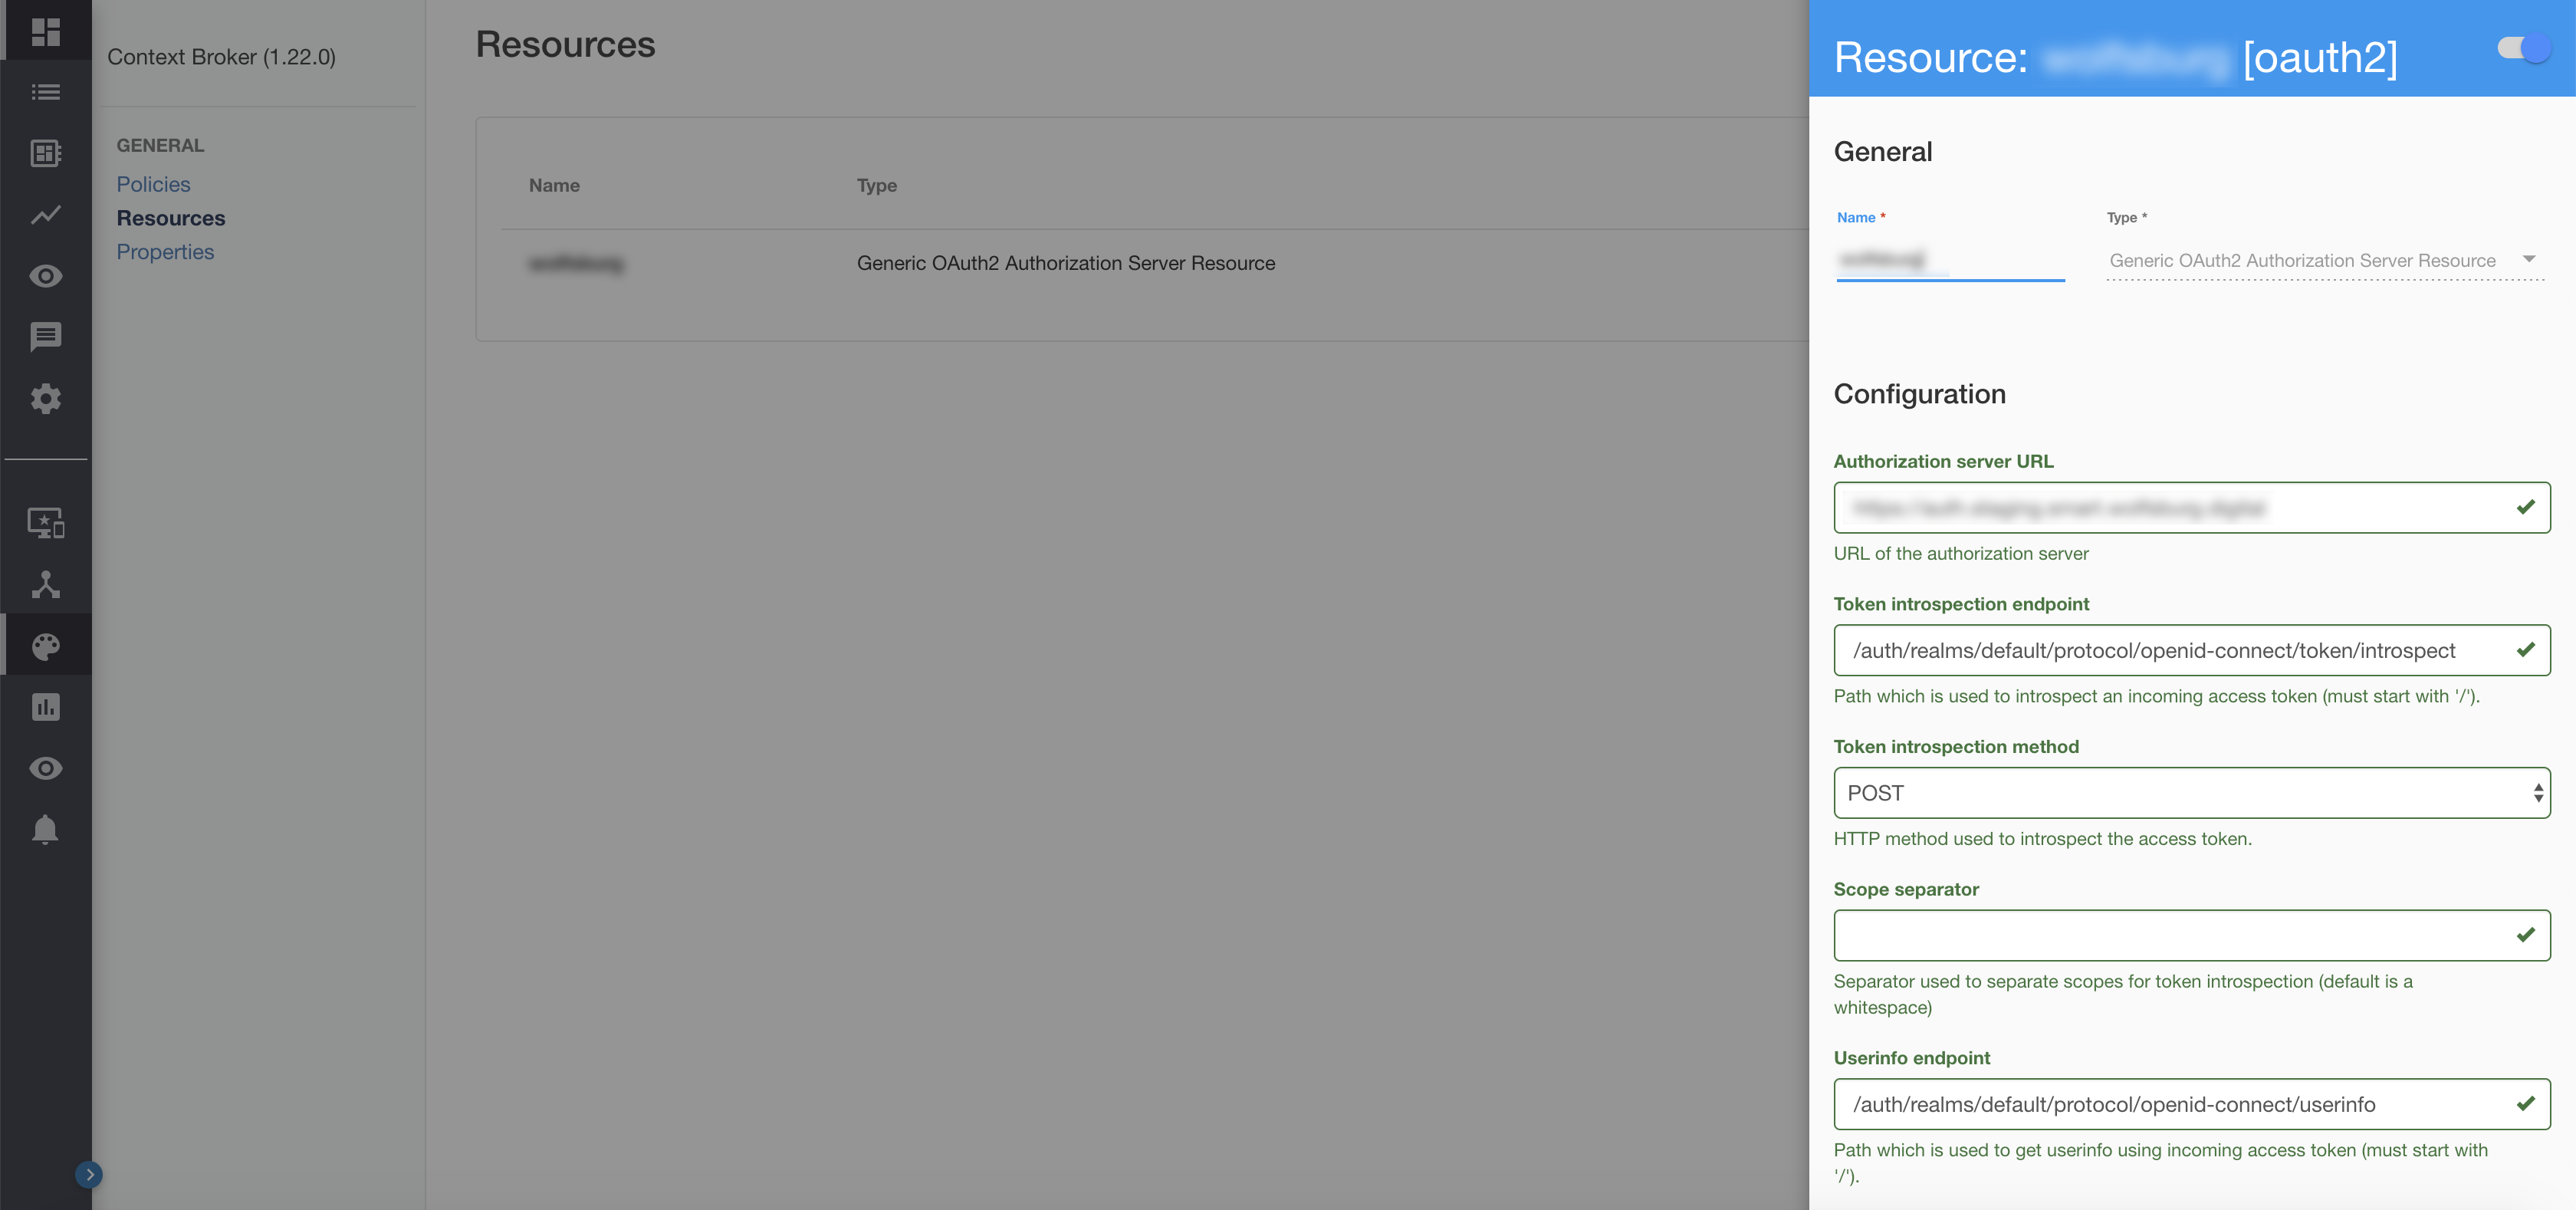 Context Broker (1.22.0)
GENERAL
Policies
Resources
Properties
Resources
Name Type
Generic OAuth2 Authorization Server Resource
Resource: [oauth2]
General
Name * Type *
Generic OAuth2 Authorization Server Resource
Configuration
Authorization server URL
URL of the authorization server
Token introspection endpoint
/auth/realms/default/protocol/openid-connect/token/introspect
Path which is used to introspect an incoming access token (must start with '/').
Token introspection method
POST
HTTP method used to introspect the access token.
Scope separator
Separator used to separate scopes for token introspection (default is a
whitespace)
Userinfo endpoint
/auth/realms/default/protocol/openid-connect/userinfo
Path which is used to get userinfo using incoming access token (must start with
'/').